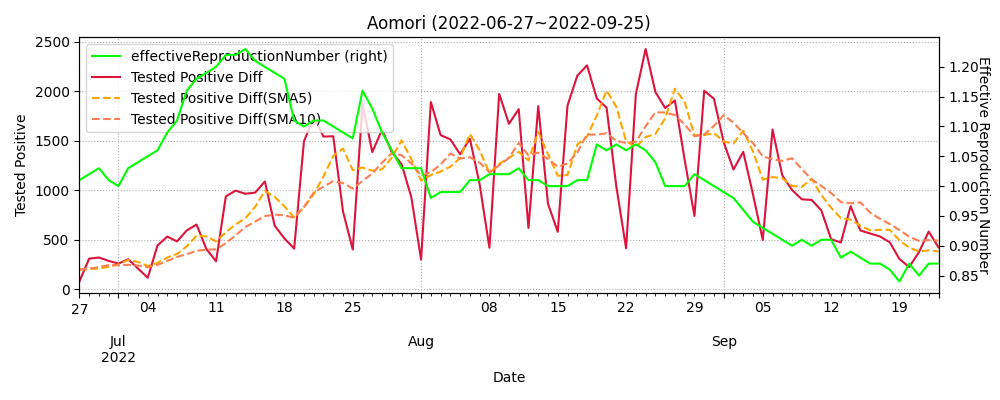 Aomori (2022-06-27~2022-09-25)
effectiveReproductionNumber (right)
Tested Positive Diff
Tested Positive Diff(SMA5)
Tested Positive Diff(SMA10)
Tested Positive
2500
2000
1500
1000
500
0
Effective Reproduction Number
1.20
1.15
1.10
1.05
1.00
0.95
0.90
0.85
27 04 11 18 25 08 15 22 29 05 12 19
Jul Aug Sep
2022
Date